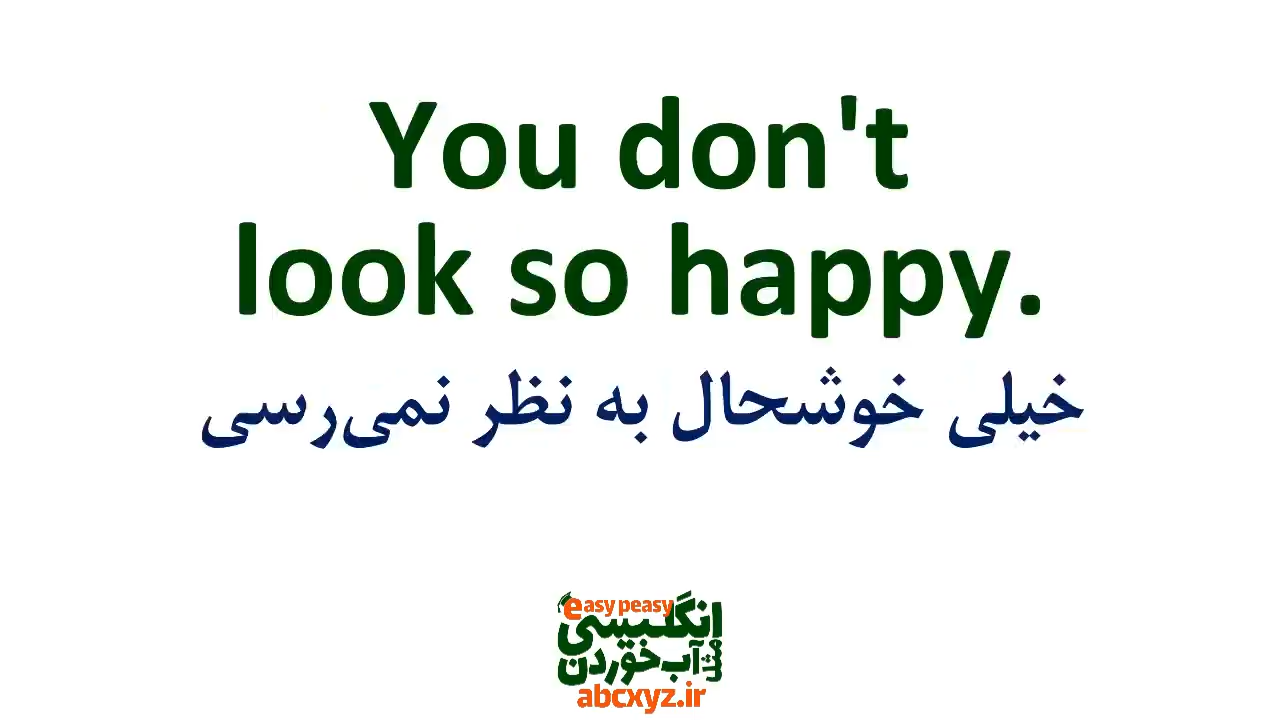 You don't
look so happy.
خیلی خوشحال به نظر نمی‌رسی
easy peasy
انگلیسی
مثل
آب خوردن
abcxyz.ir